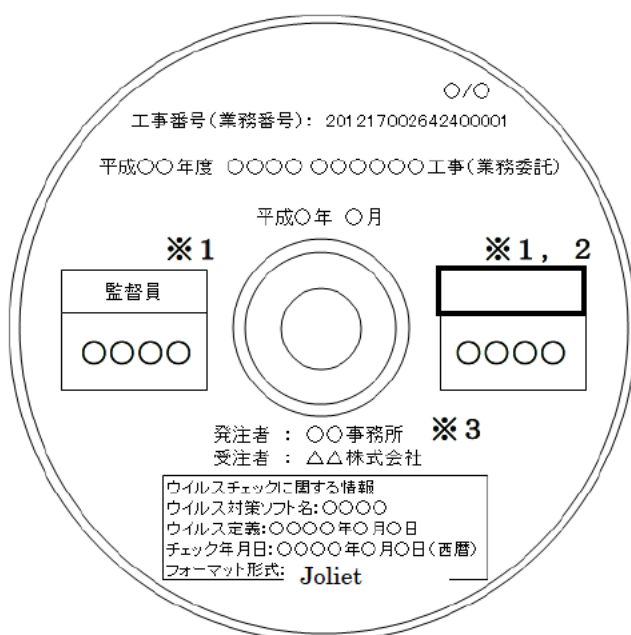 ○/○
工事番号(業務番号): 201217002642400001
平成○○年度 ○○○○ ○○○○○○工事(業務委託)
平成○年 ○月
※1
※1, 2
監督員
○○○○
○○○○
発注者 : ○○事務所 ※3
受注者 : △△株式会社
ウイルスチェックに関する情報
ウイルス対策ソフト名:○○○○
ウイルス定義:○○○○年○月○日
チェック年月日:○○○○年○月○日(西暦)
フォーマット形式: Joliet